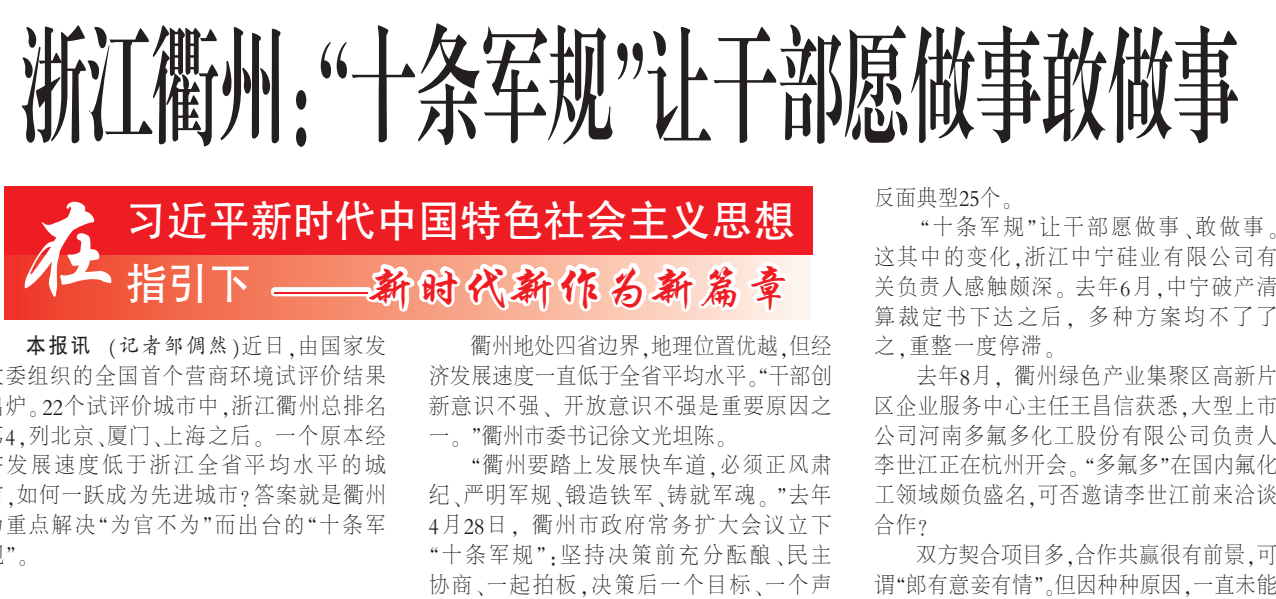 浙江衢州：“十条军规”让干部愿做事敢做事
在
习近平新时代中国特色社会主义思想
指引下
——新时代新作为新篇章
本报讯 （记者邹倜然）近日，由国家发
委组织的全国首个营商环境试评价结果
炉。22个试评价城市中，浙江衢州总排名
4，列北京、厦门、上海之后。一个原本经
发展速度低于浙江全省平均水平的城
，如何一跃成为先进城市？答案就是衢州
重点解决“为官不为”而出台的“十条军
”。
衢州地处四省边界，地理位置优越，但经
济发展速度一直低于全省平均水平。“干部创
新意识不强、开放意识不强是重要原因之
一。”衢州市委书记徐文光坦陈。
“衢州要踏上发展快车道，必须正风肃
纪、严明军规、锻造铁军、铸就军魂。”去年
4月28日，衢州市政府常务扩大会议立下
“十条军规”：坚持决策前充分酝酿、民主
协商、一起拍板，决策后一个目标、一个声
反面典型25个。
“十条军规”让干部愿做事、敢做事。
这其中的变化，浙江中宁硅业有限公司有
关负责人感触颇深。去年6月，中宁破产清
算裁定书下达之后，多种方案均不了了
之，重整一度停滞。
去年8月，衢州绿色产业集聚区高新片
区企业服务中心主任王昌信获悉，大型上市
公司河南多氟多化工股份有限公司负责人
李世江正在杭州开会。“多氟多”在国内氟化
工领域颇负盛名，可否邀请李世江前来洽谈
合作？
双方契合项目多，合作共赢很有前景，可
谓“郎有意妾有情”。但因种种原因，一直未能